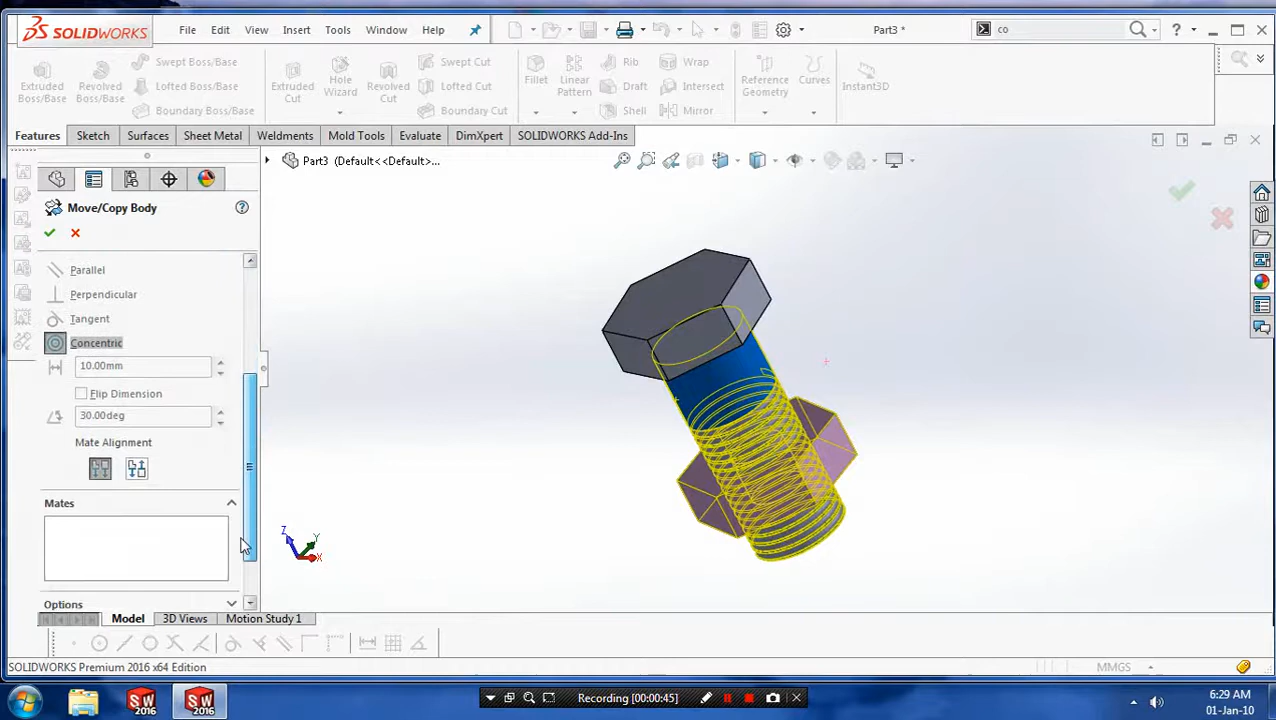 SOLIDWORKS File Edit View Insert Tools Window Help Part3 * co ?
Extruded Boss/Base Revolved Boss/Base Swept Boss/Base Lofted Boss/Base Boundary Boss/Base Extruded Cut Hole Wizard Revolved Cut Swept Cut Lofted Cut Boundary Cut Fillet Linear Pattern Rib Draft Shell Wrap Intersect Mirror Reference Geometry Curves Instant3D
Features Sketch Surfaces Sheet Metal Weldments Mold Tools Evaluate DimXpert SOLIDWORKS Add-Ins
Part3 (Default<<Default>...
Move/Copy Body ?
Parallel
Perpendicular
Tangent
Concentric
10.00mm
Flip Dimension
30.00deg
Mate Alignment
Mates
Z Y X
Options
Model 3D Views Motion Study 1
SOLIDWORKS Premium 2016 x64 Edition MMGS
SW 2016 SW 2016 Recording [00:00:45] 6:29 AM
01-Jan-10